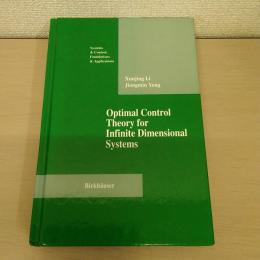 Systems
& Control:
Foundations
& Applications
Xunjing Li
Jiongmin Yong
Optimal Control
Theory for
Infinite Dimensional
Systems
Birkhäuser